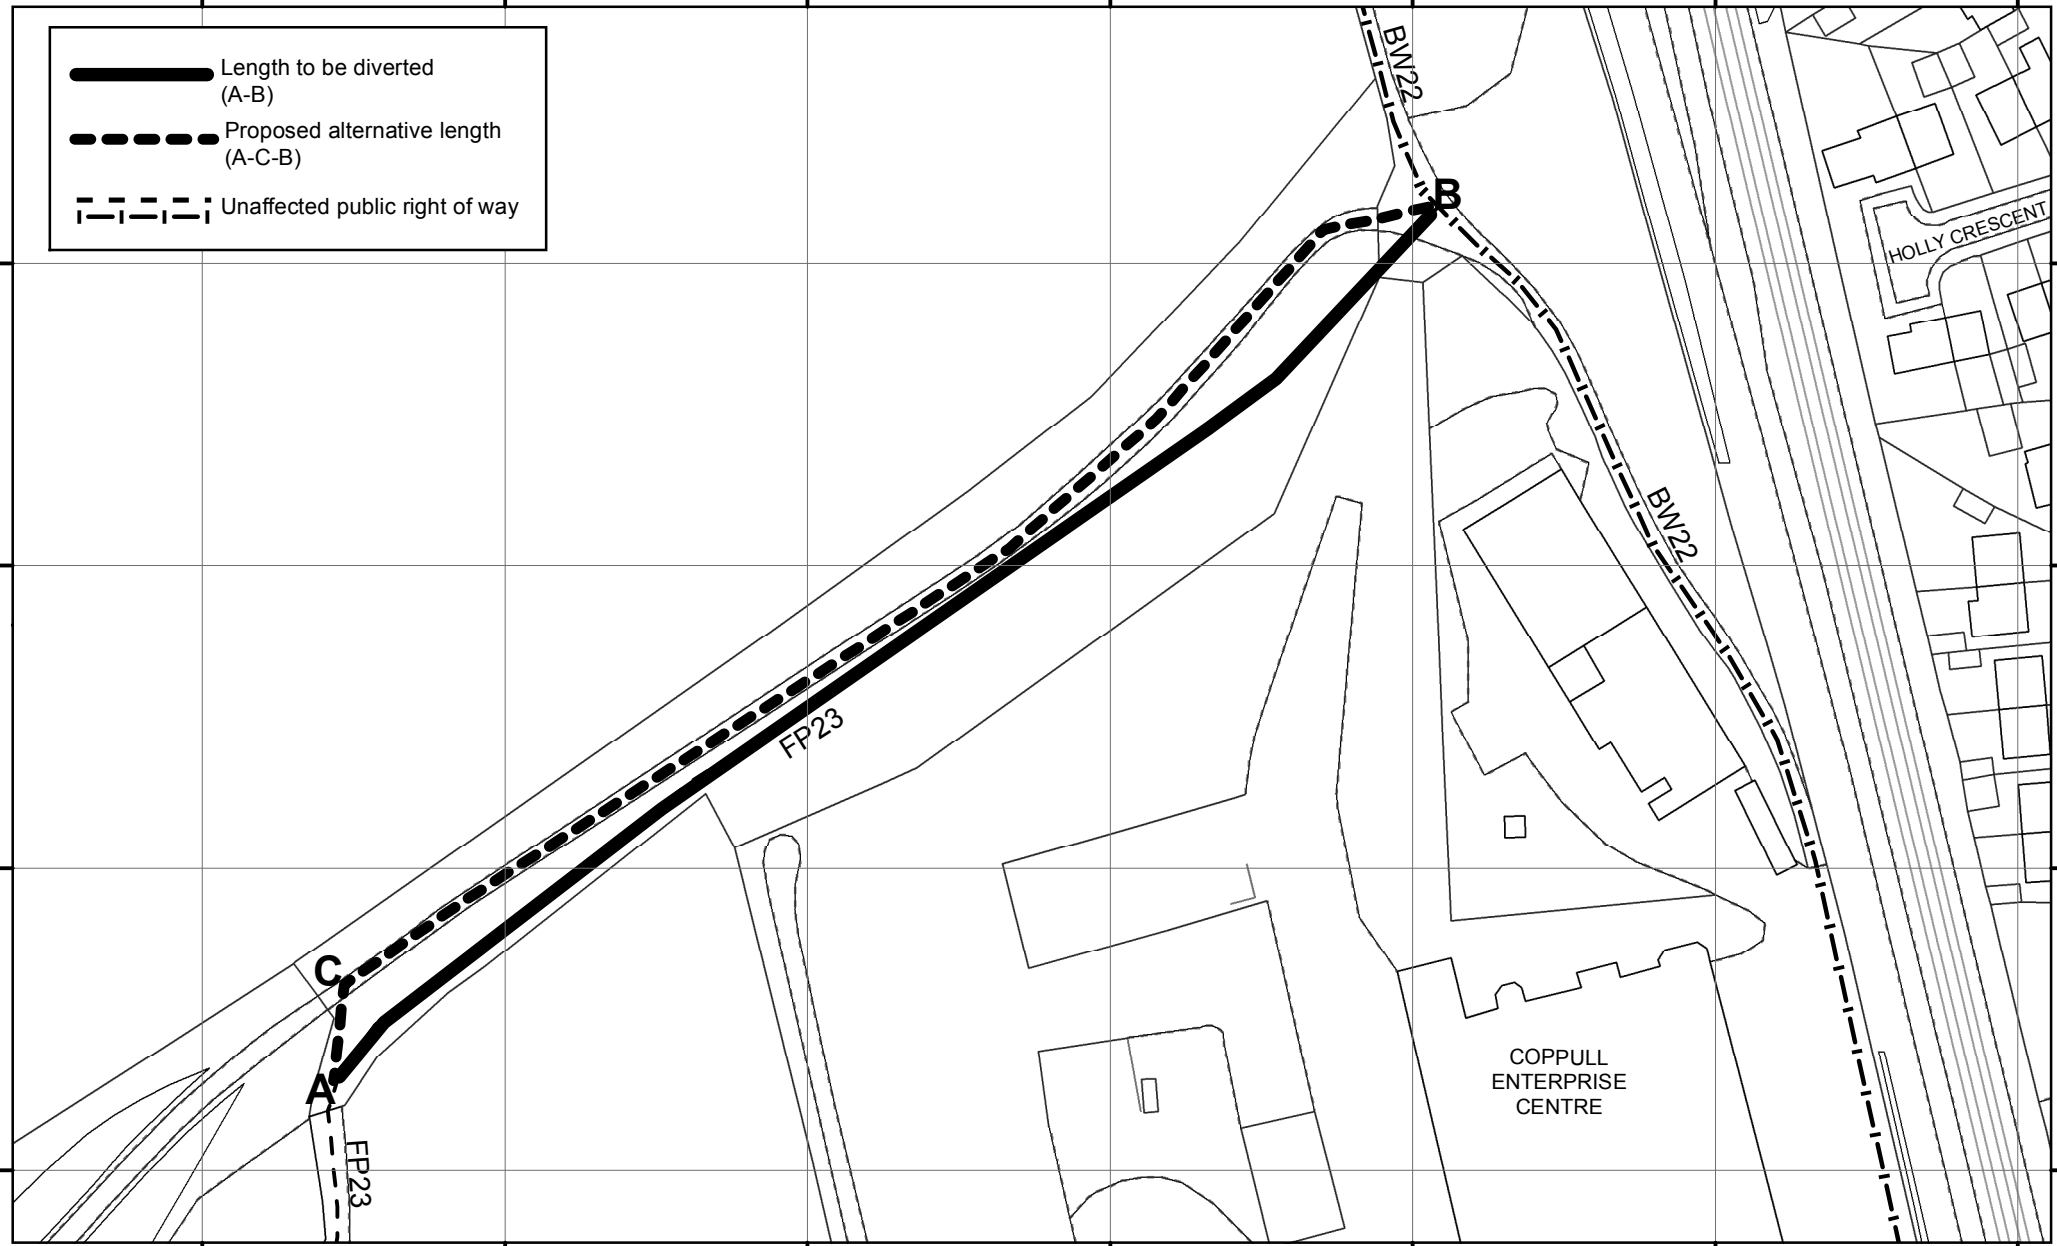 Length to be diverted
(A-B)
Proposed alternative length
(A-C-B)
Unaffected public right of way
BW22
B
HOLLY CRESCENT
BW22
FP23
C
A
FP23
COPPULL
ENTERPRISE
CENTRE